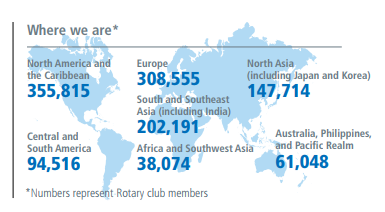 Where we are*
North America and
the Caribbean
355,815
Europe
308,555
North Asia
(including Japan and Korea)
147,714
South and Southeast
Asia (including India)
202,191
Central and
South America
94,516
Africa and Southwest Asia
38,074
Australia, Philippines,
and Pacific Realm
61,048
*Numbers represent Rotary club members